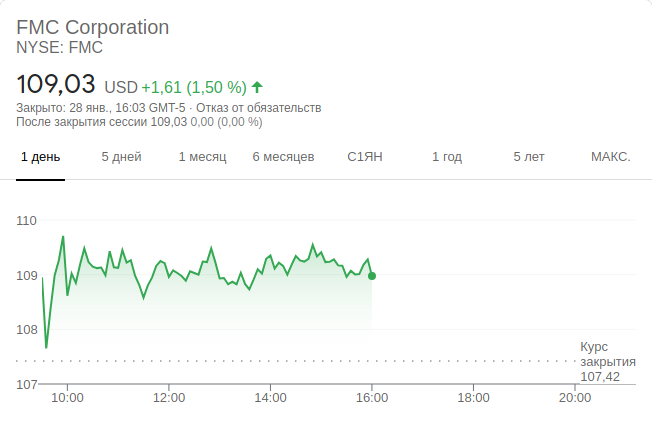 FMC Corporation
NYSE: FMC
109,03 USD +1,61 (1,50 %)
Закрыто: 28 янв., 16:03 GMT-5 · Отказ от обязательств
После закрытия сессии 109,03 0,00 (0,00 %)
1 день 5 дней 1 месяц 6 месяцев С1ЯН 1 год 5 лет МАКС.
110
109
108
Курс
закрытия
107,42
107
10:00 12:00 14:00 16:00 18:00 20:00